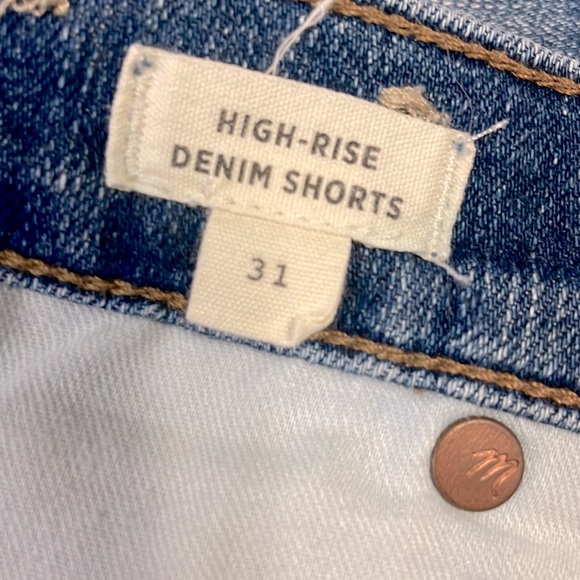 HIGH-RISE
DENIM SHORTS
31
m